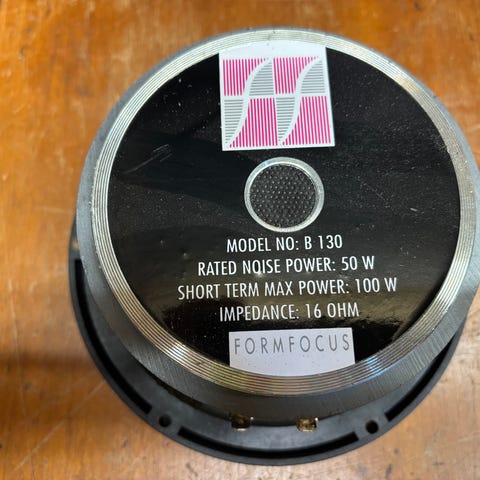 MODEL NO: B 130
RATED NOISE POWER: 50 W
SHORT TERM MAX POWER: 100 W
IMPEDANCE: 16 OHM
FORMFOCUS